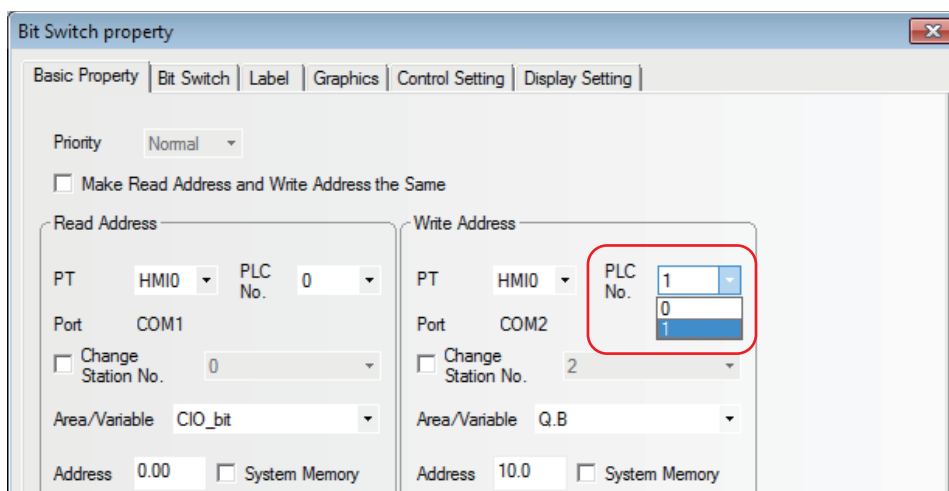 Bit Switch property
Basic Property Bit Switch Label Graphics Control Setting Display Setting
Priority Normal
Make Read Address and Write Address the Same
Read Address
PT HMI0 PLC No. 0
Port COM1
Change Station No. 0
Area/Variable CIO_bit
Address 0.00 System Memory
Write Address
PT HMI0 PLC No. 1
0
1
Port COM2
Change Station No. 2
Area/Variable Q.B
Address 10.0 System Memory